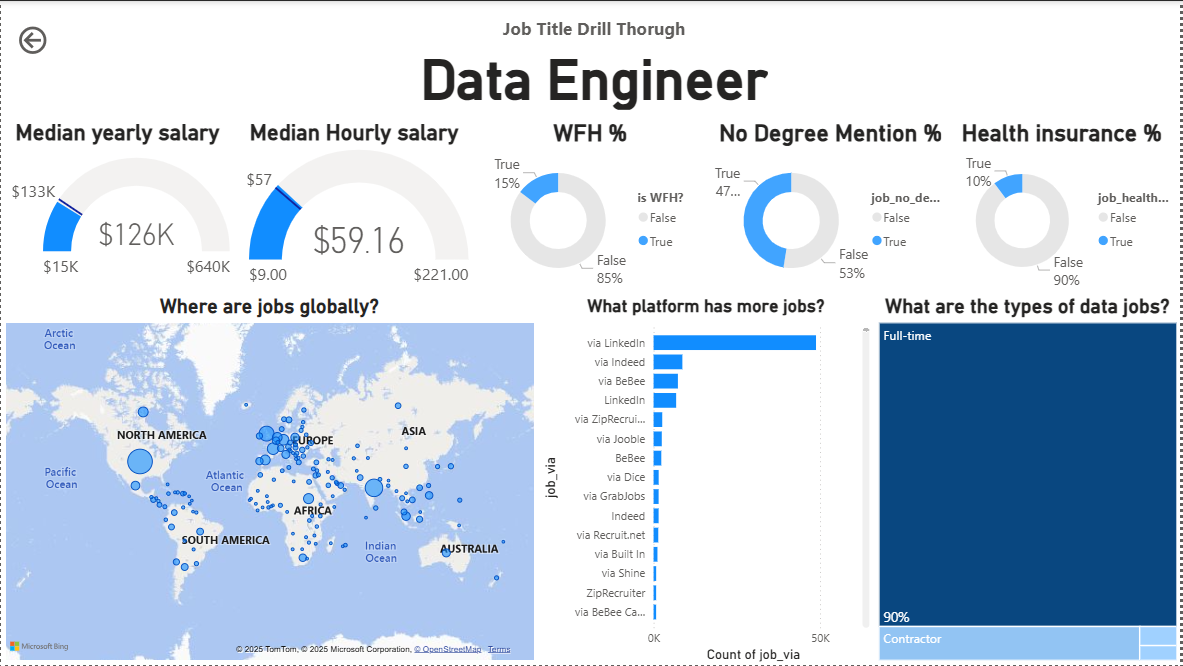 Job Title Drill Thorugh
Data Engineer
Median yearly salary
$133K
$126K
$15K
$640K
Median Hourly salary
$57
$59.16
$9.00
$221.00
WFH %
True
15%
False
85%
is WFH?
False
True
No Degree Mention %
True
47...
False
53%
job_no_de...
False
True
Health insurance %
True
10%
False
90%
job_health...
False
True
Where are jobs globally?
Arctic
Ocean
NORTH AMERICA
EUROPE
ASIA
Pacific
Ocean
Atlantic
Ocean
AFRICA
SOUTH AMERICA
Indian
Ocean
AUSTRALIA
Microsoft Bing
© 2025 TomTom, © 2025 Microsoft Corporation, © OpenStreetMap Terms
What platform has more jobs?
job_via
via LinkedIn
via Indeed
via BeBee
LinkedIn
via ZipRecrui...
via Jooble
BeBee
via Dice
via GrabJobs
Indeed
via Recruit.net
via Built In
via Shine
ZipRecruiter
via BeBee Ca...
0K
50K
Count of job_via
What are the types of data jobs?
Full-time
90%
Contractor